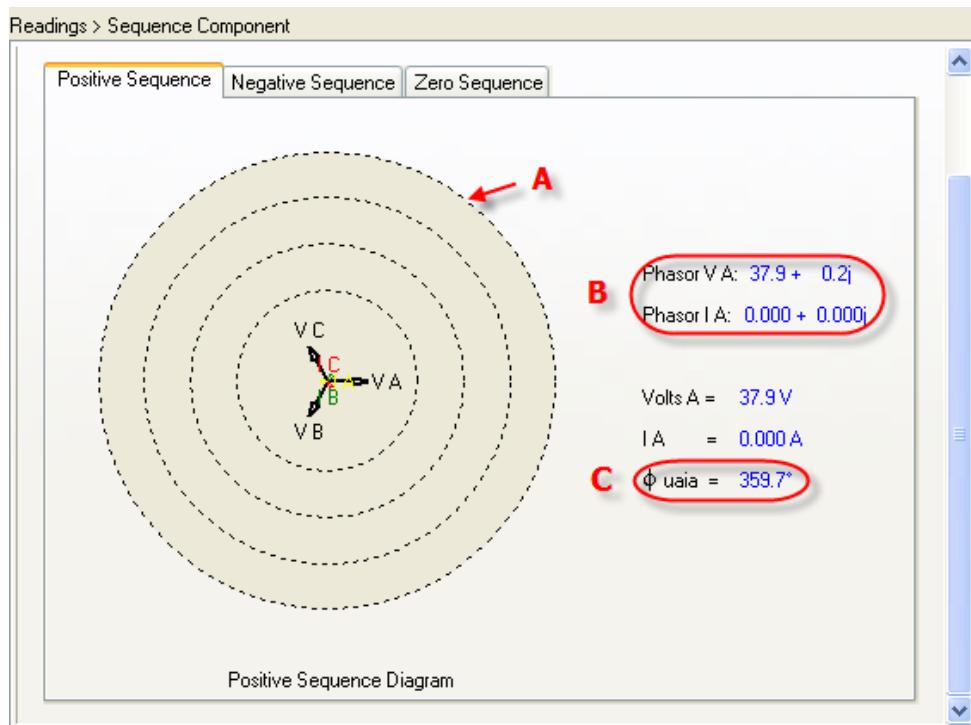 Readings > Sequence Component
Positive Sequence Negative Sequence Zero Sequence
A
Phasor V A: 37.9 + 0.2j
B
Phasor I A: 0.000 + 0.000j
V C
C
A V A
B
V B
Volts A = 37.9 V
I A = 0.000 A
C ϕ uaia = 359.7°
Positive Sequence Diagram